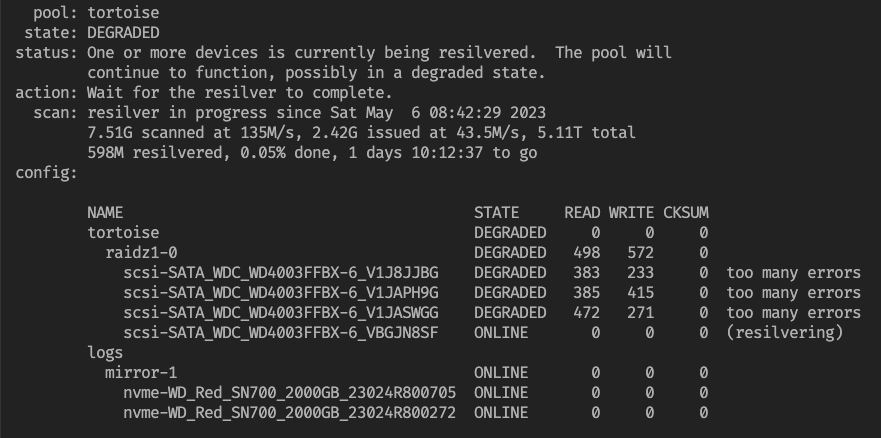 pool: tortoise
state: DEGRADED
status: One or more devices is currently being resilvered.  The pool will
continue to function, possibly in a degraded state.
action: Wait for the resilver to complete.
scan: resilver in progress since Sat May  6 08:42:29 2023
7.51G scanned at 135M/s, 2.42G issued at 43.5M/s, 5.11T total
598M resilvered, 0.05% done, 1 days 10:12:37 to go
config:
NAME STATE READ WRITE CKSUM
tortoise DEGRADED 0 0 0
raidz1-0 DEGRADED 498 572 0
scsi-SATA_WDC_WD4003FFBX-6_V1J8JJBG DEGRADED 383 233 0 too many errors
scsi-SATA_WDC_WD4003FFBX-6_V1JAPH9G DEGRADED 385 415 0 too many errors
scsi-SATA_WDC_WD4003FFBX-6_V1JASWGG DEGRADED 472 271 0 too many errors
scsi-SATA_WDC_WD4003FFBX-6_VBGJN8SF ONLINE 0 0 0 (resilvering)
logs
mirror-1 ONLINE 0 0 0
nvme-WD_Red_SN700_2000GB_23024R800705 ONLINE 0 0 0
nvme-WD_Red_SN700_2000GB_23024R800272 ONLINE 0 0 0